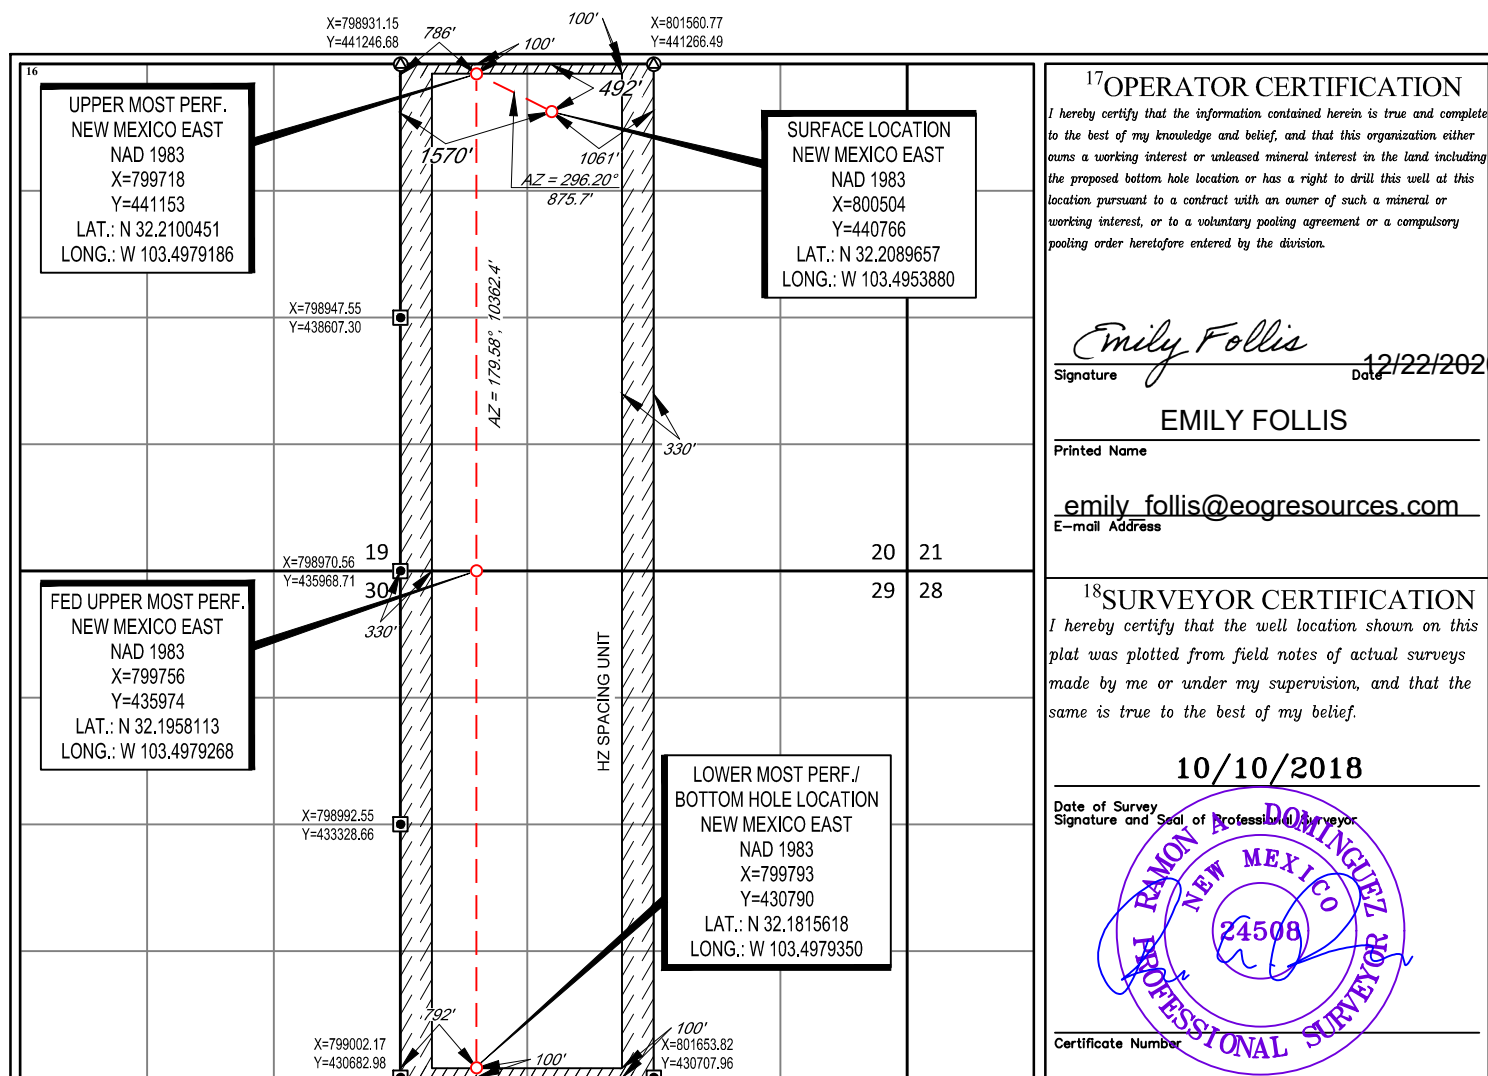 X=798931.15
Y=441246.68
786'
100'
100'
X=801560.77
Y=441266.49
16
UPPER MOST PERF.
NEW MEXICO EAST
NAD 1983
X=799718
Y=441153
LAT.: N 32.2100451
LONG.: W 103.4979186
492'
1570'
1061'
AZ = 296.20°
875.7'
SURFACE LOCATION
NEW MEXICO EAST
NAD 1983
X=800504
Y=440766
LAT.: N 32.2089657
LONG.: W 103.4953880
X=798947.55
Y=438607.30
AZ = 179.58°, 10362.4'
330'
X=798970.56
Y=435968.71
19
30
20
21
29
28
330'
FED UPPER MOST PERF.
NEW MEXICO EAST
NAD 1983
X=799756
Y=435974
LAT.: N 32.1958113
LONG.: W 103.4979268
HZ SPACING UNIT
X=798992.55
Y=433328.66
LOWER MOST PERF./
BOTTOM HOLE LOCATION
NEW MEXICO EAST
NAD 1983
X=799793
Y=430790
LAT.: N 32.1815618
LONG.: W 103.4979350
792'
100'
100'
X=799002.17
Y=430682.98
X=801653.82
Y=430707.96
17OPERATOR CERTIFICATION
I hereby certify that the information contained herein is true and complete
to the best of my knowledge and belief, and that this organization either
owns a working interest or unleased mineral interest in the land including
the proposed bottom hole location or has a right to drill this well at this
location pursuant to a contract with an owner of such a mineral or
working interest, or to a voluntary pooling agreement or a compulsory
pooling order heretofore entered by the division.
Emily Follis
12/22/202
Signature
Date
EMILY FOLLIS
Printed Name
emily_follis@eogresources.com
E-mail Address
18SURVEYOR CERTIFICATION
I hereby certify that the well location shown on this
plat was plotted from field notes of actual surveys
made by me or under my supervision, and that the
same is true to the best of my belief.
10/10/2018
Date of Survey
Signature and Seal of Professional Surveyor
RAMON A. DOMINGUEZ
NEW MEXICO
24508
PROFESSIONAL SURVEYOR
Certificate Number